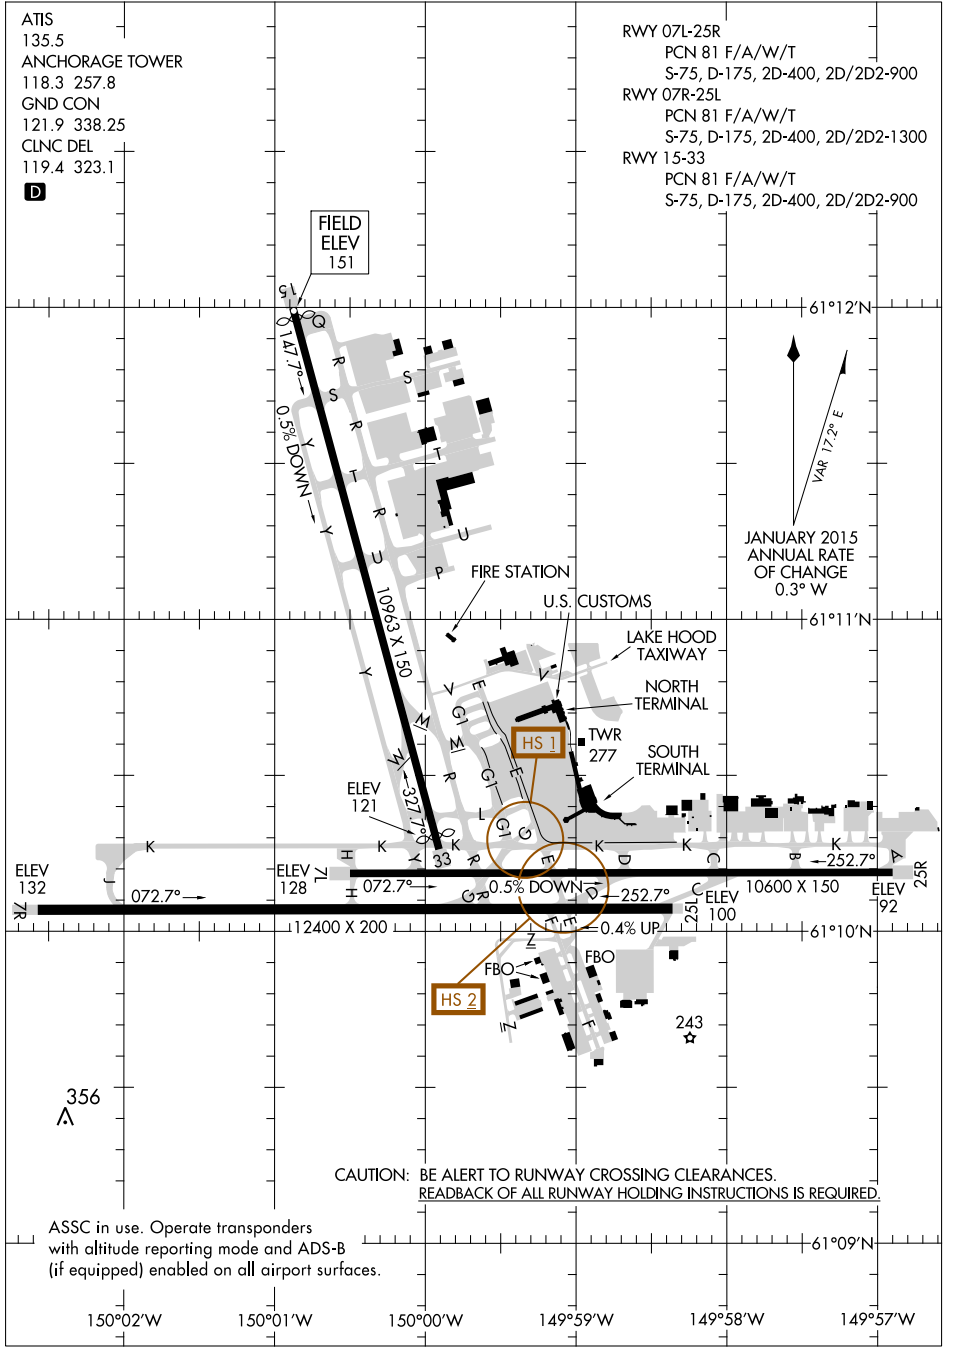 ATIS
135.5
ANCHORAGE TOWER
118.3 257.8
GND CON
121.9 338.25
CLNC DEL
119.4 323.1
D
RWY 07L-25R
PCN 81 F/A/W/T
S-75, D-175, 2D-400, 2D/2D2-900
RWY 07R-25L
PCN 81 F/A/W/T
S-75, D-175, 2D-400, 2D/2D2-1300
RWY 15-33
PCN 81 F/A/W/T
S-75, D-175, 2D-400, 2D/2D2-900
FIELD
ELEV
151
15
61°12'N
Q
147.7°
R
S
S
0.5% DOWN
Y
R
T
T
Y
R
U
U
P
VAR 17.2° E
JANUARY 2015
ANNUAL RATE
OF CHANGE
0.3° W
FIRE STATION
U.S. CUSTOMS
10963 X 150
61°11'N
LAKE HOOD
TAXIWAY
NORTH
TERMINAL
Y
V
E
V
G1
M
M
HS 1
TWR
277
SOUTH
TERMINAL
W
R
G1
E
E
ELEV
121
327.7°
L
G1
G
33
K
K
K
K
K
K
H
Y
R
E
D
C
B
A
252.7°
25R
ELEV
132
ELEV
128
7L
072.7°
0.5% DOWN
10600 X 150
ELEV
92
J
072.7°
H
G
R
D
252.7°
C
25L
ELEV
100
7R
12400 X 200
F
E
0.4% UP
61°10'N
Z
FBO
FBO
HS 2
Z
F
243
356
CAUTION: BE ALERT TO RUNWAY CROSSING CLEARANCES.
READBACK OF ALL RUNWAY HOLDING INSTRUCTIONS IS REQUIRED.
ASSC in use. Operate transponders
with altitude reporting mode and ADS-B
(if equipped) enabled on all airport surfaces.
61°09'N
150°02'W
150°01'W
150°00'W
149°59'W
149°58'W
149°57'W